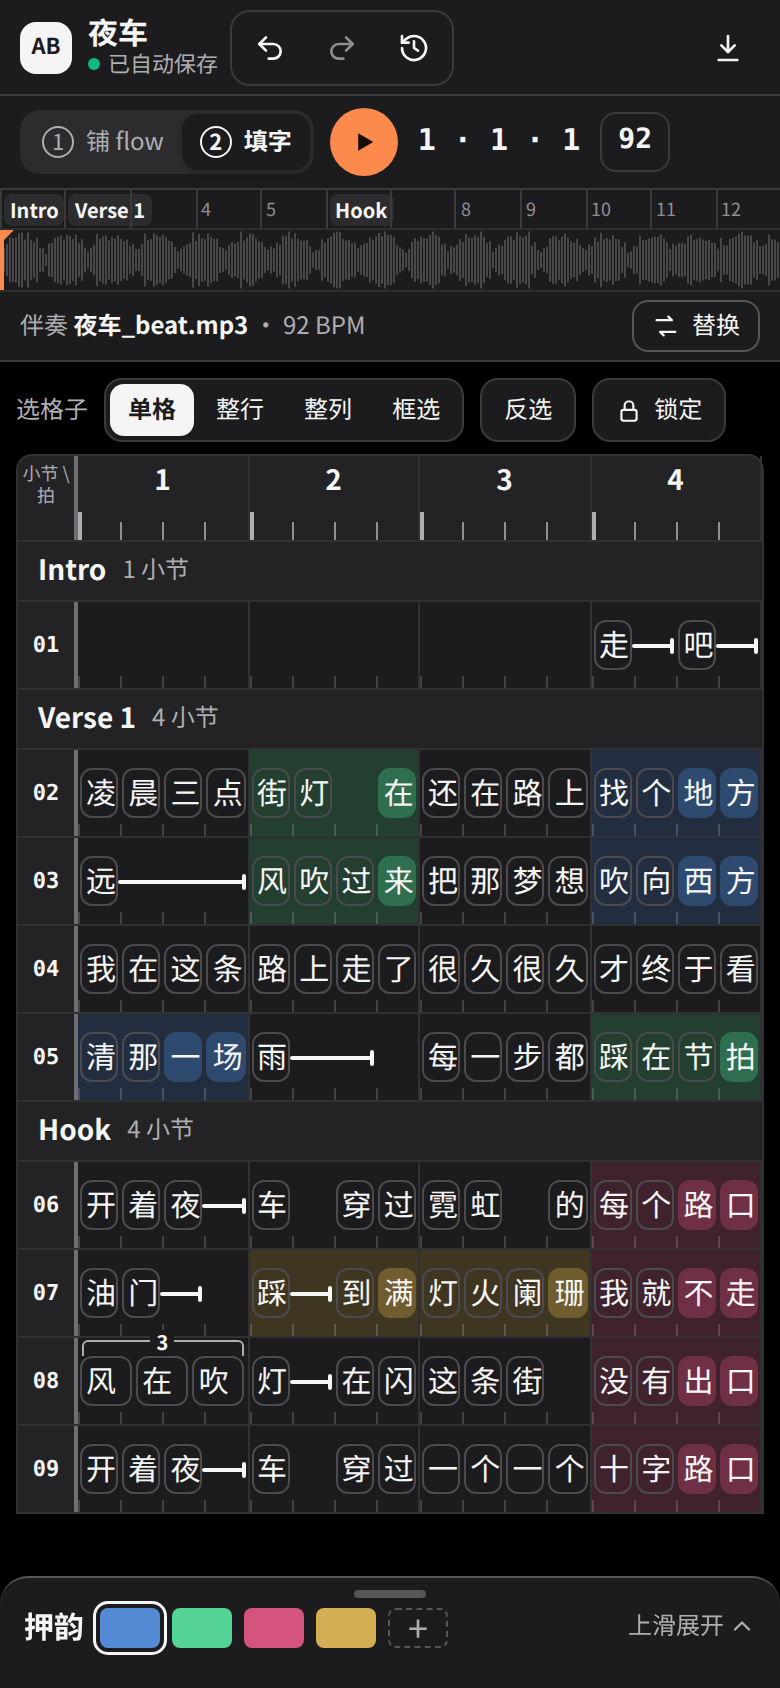 AB 夜车
已自动保存
1 铺 flow 2 填字 1 · 1 · 1 92
Intro Verse 1 4 5 Hook 8 9 10 11 12
伴奏 夜车_beat.mp3 · 92 BPM 替换
选格子 单格 整行 整列 框选 反选 锁定
小节 \ 拍 1 2 3 4
Intro 1 小节
01 走 吧
Verse 1 4 小节
02 凌 晨 三 点 街 灯 在 还 在 路 上 找 个 地 方
03 远 风 吹 过 来 把 那 梦 想 吹 向 西 方
04 我 在 这 条 路 上 走 了 很 久 很 久 才 终 于 看
05 清 那 一 场 雨 每 一 步 都 踩 在 节 拍
Hook 4 小节
06 开 着 夜 车 穿 过 霓 虹 的 每 个 路 口
07 油 门 踩 到 满 灯 火 阑 珊 我 就 不 走
3
08 风 在 吹 灯 在 闪 这 条 街 没 有 出 口
09 开 着 夜 车 穿 过 一 个 一 个 十 字 路 口
押韵 + 上滑展开